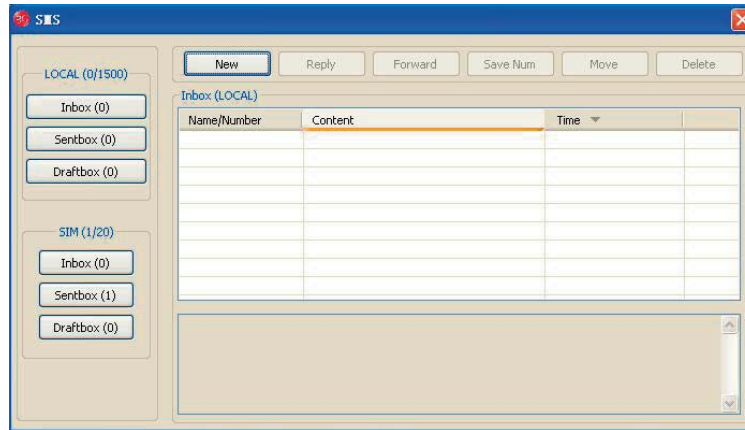 SMS
LOCAL (0/1500)
Inbox (0)
Sentbox (0)
Draftbox (0)
SIM (1/20)
Inbox (0)
Sentbox (1)
Draftbox (0)
New Reply Forward Save Num Move Delete
Inbox (LOCAL)
Name/Number Content Time